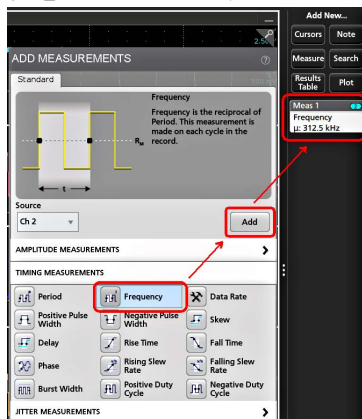 Add New...
Cursors
Note
Measure
Search
Results Table
Plot
Meas 1
Frequency
μ: 312.5 kHz
ADD MEASUREMENTS
Standard
Frequency
Frequency is the reciprocal of
Period. This measurement is
made on each cycle in the
record.
RM
t
Source
Ch 2
Add
AMPLITUDE MEASUREMENTS
TIMING MEASUREMENTS
Period
Frequency
Data Rate
Positive Pulse Width
Negative Pulse Width
Skew
Delay
Rise Time
Fall Time
Phase
Rising Slew Rate
Falling Slew Rate
Burst Width
Positive Duty Cycle
Negative Duty Cycle
JITTER MEASUREMENTS